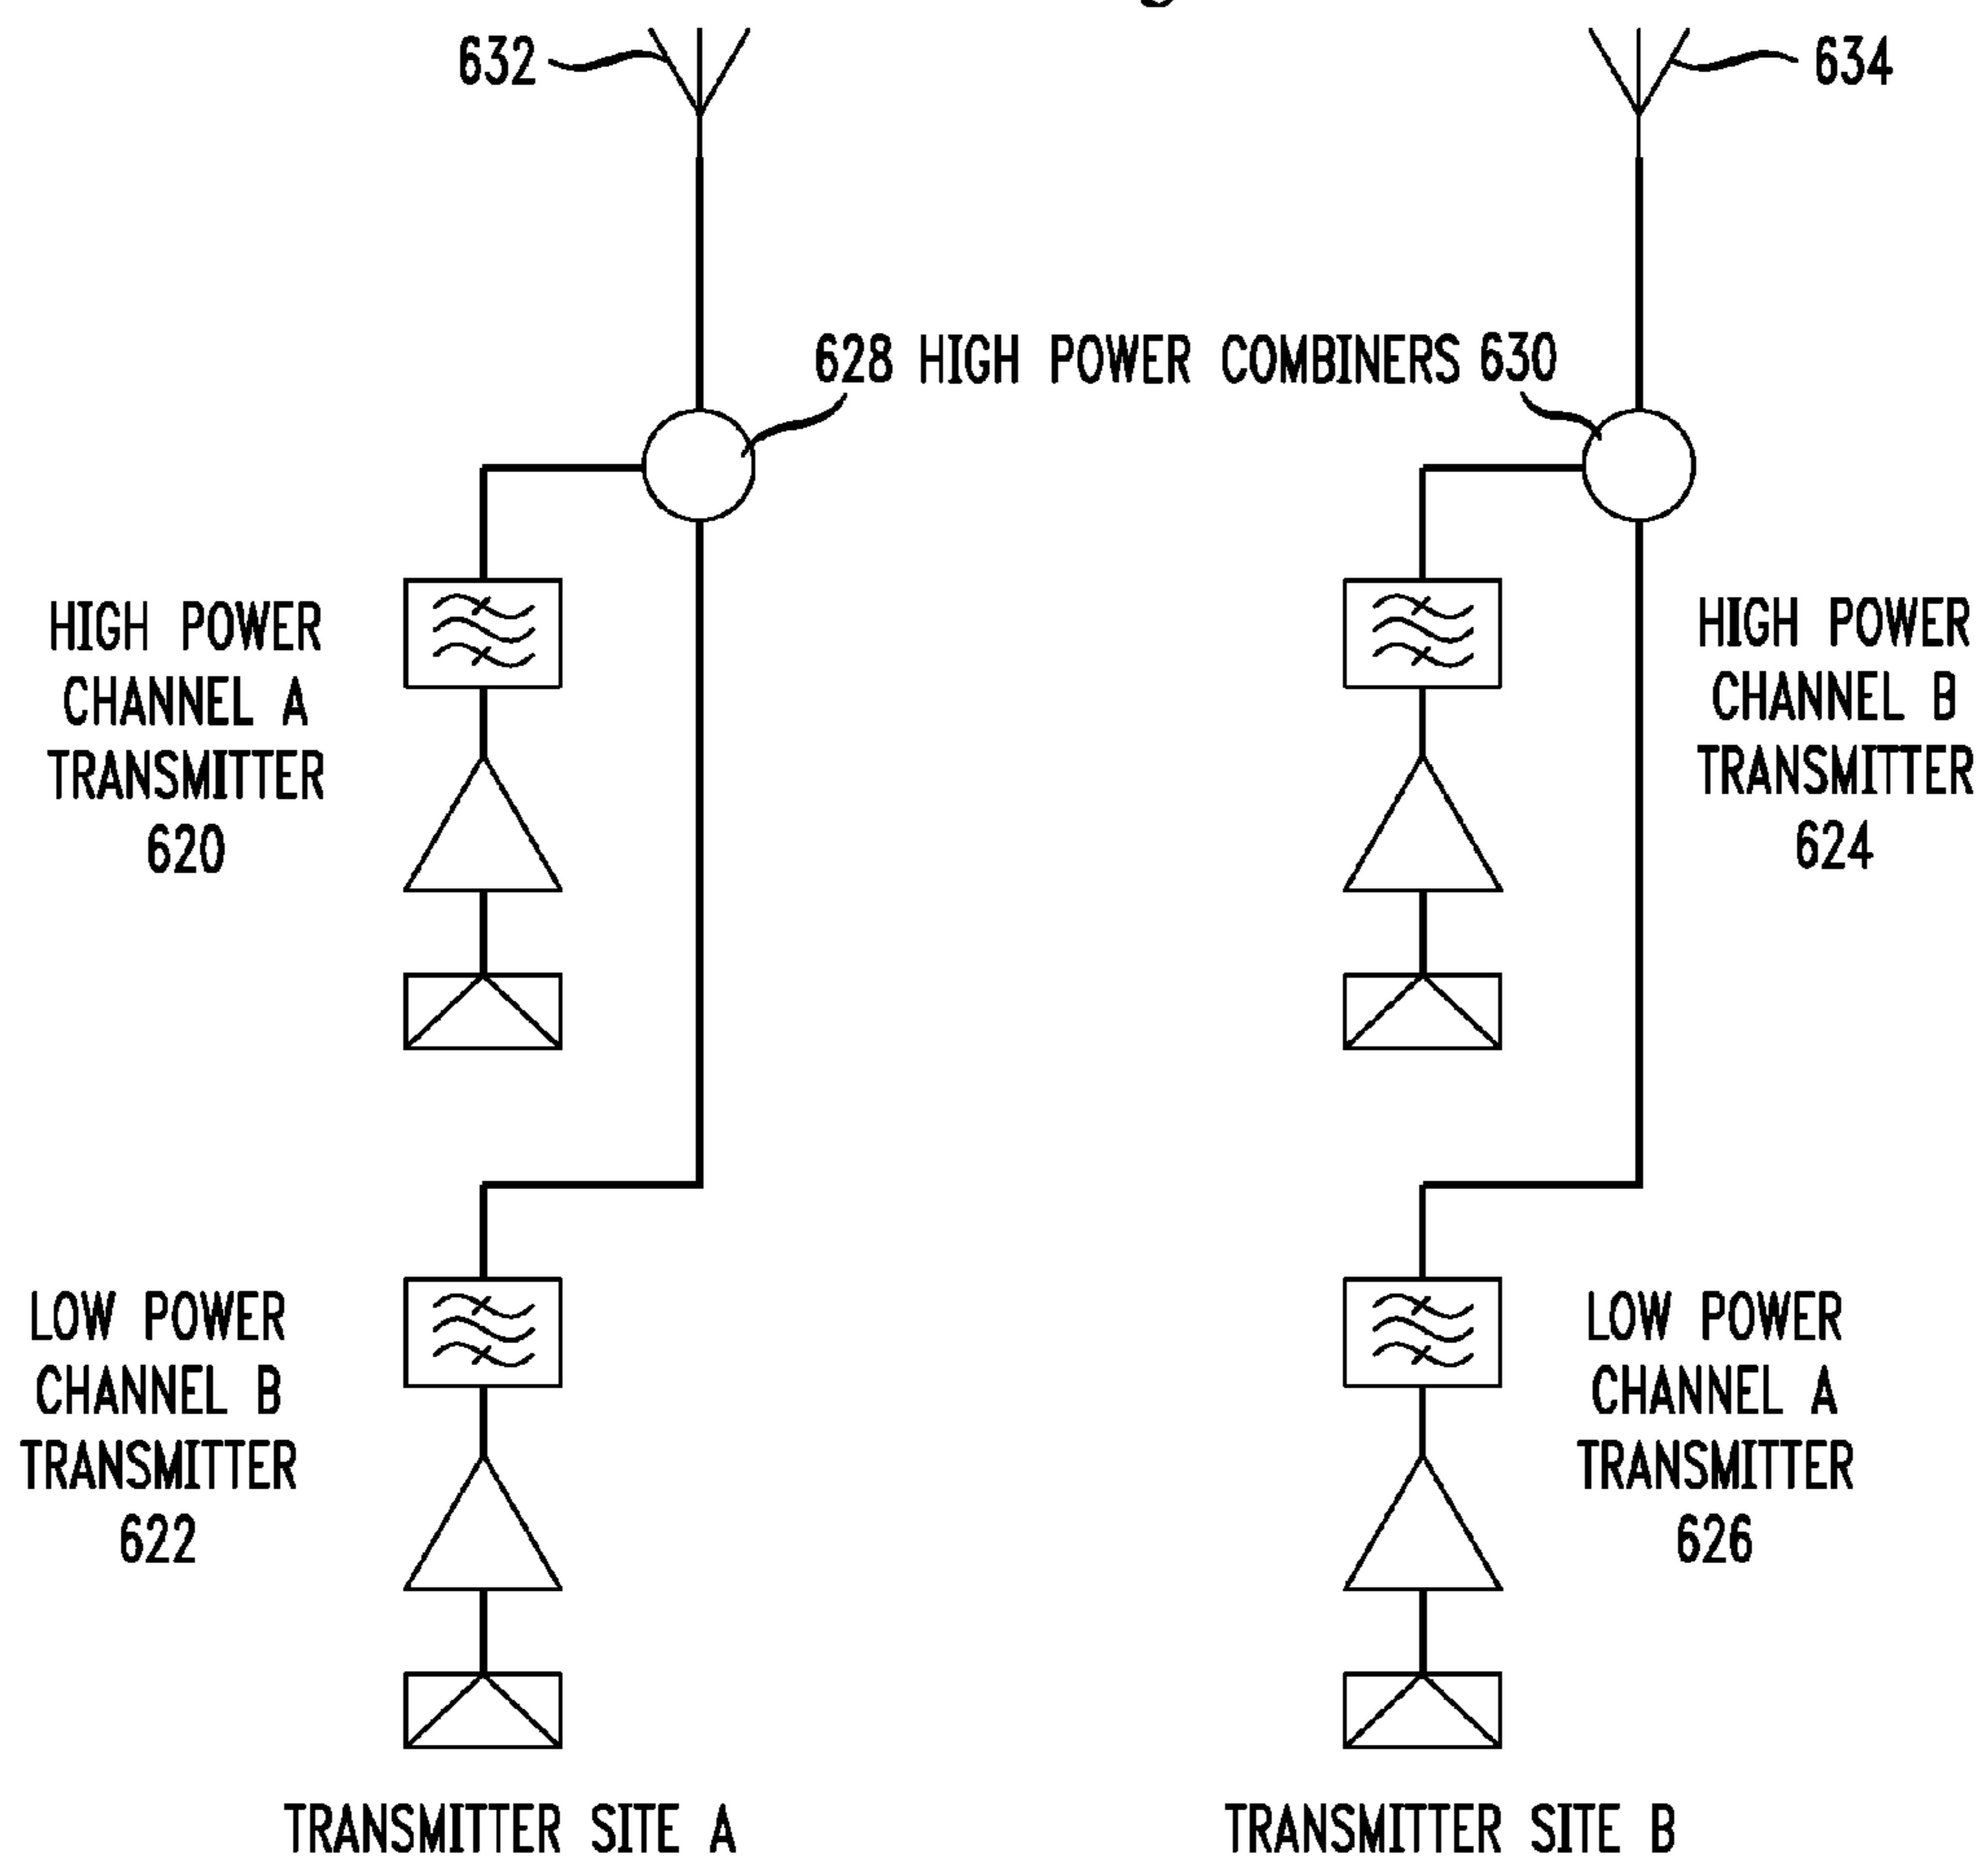 632
634
628 HIGH POWER COMBINERS 630
HIGH POWER
CHANNEL A
TRANSMITTER
620
HIGH POWER
CHANNEL B
TRANSMITTER
624
LOW POWER
CHANNEL B
TRANSMITTER
622
LOW POWER
CHANNEL A
TRANSMITTER
626
TRANSMITTER SITE A
TRANSMITTER SITE B